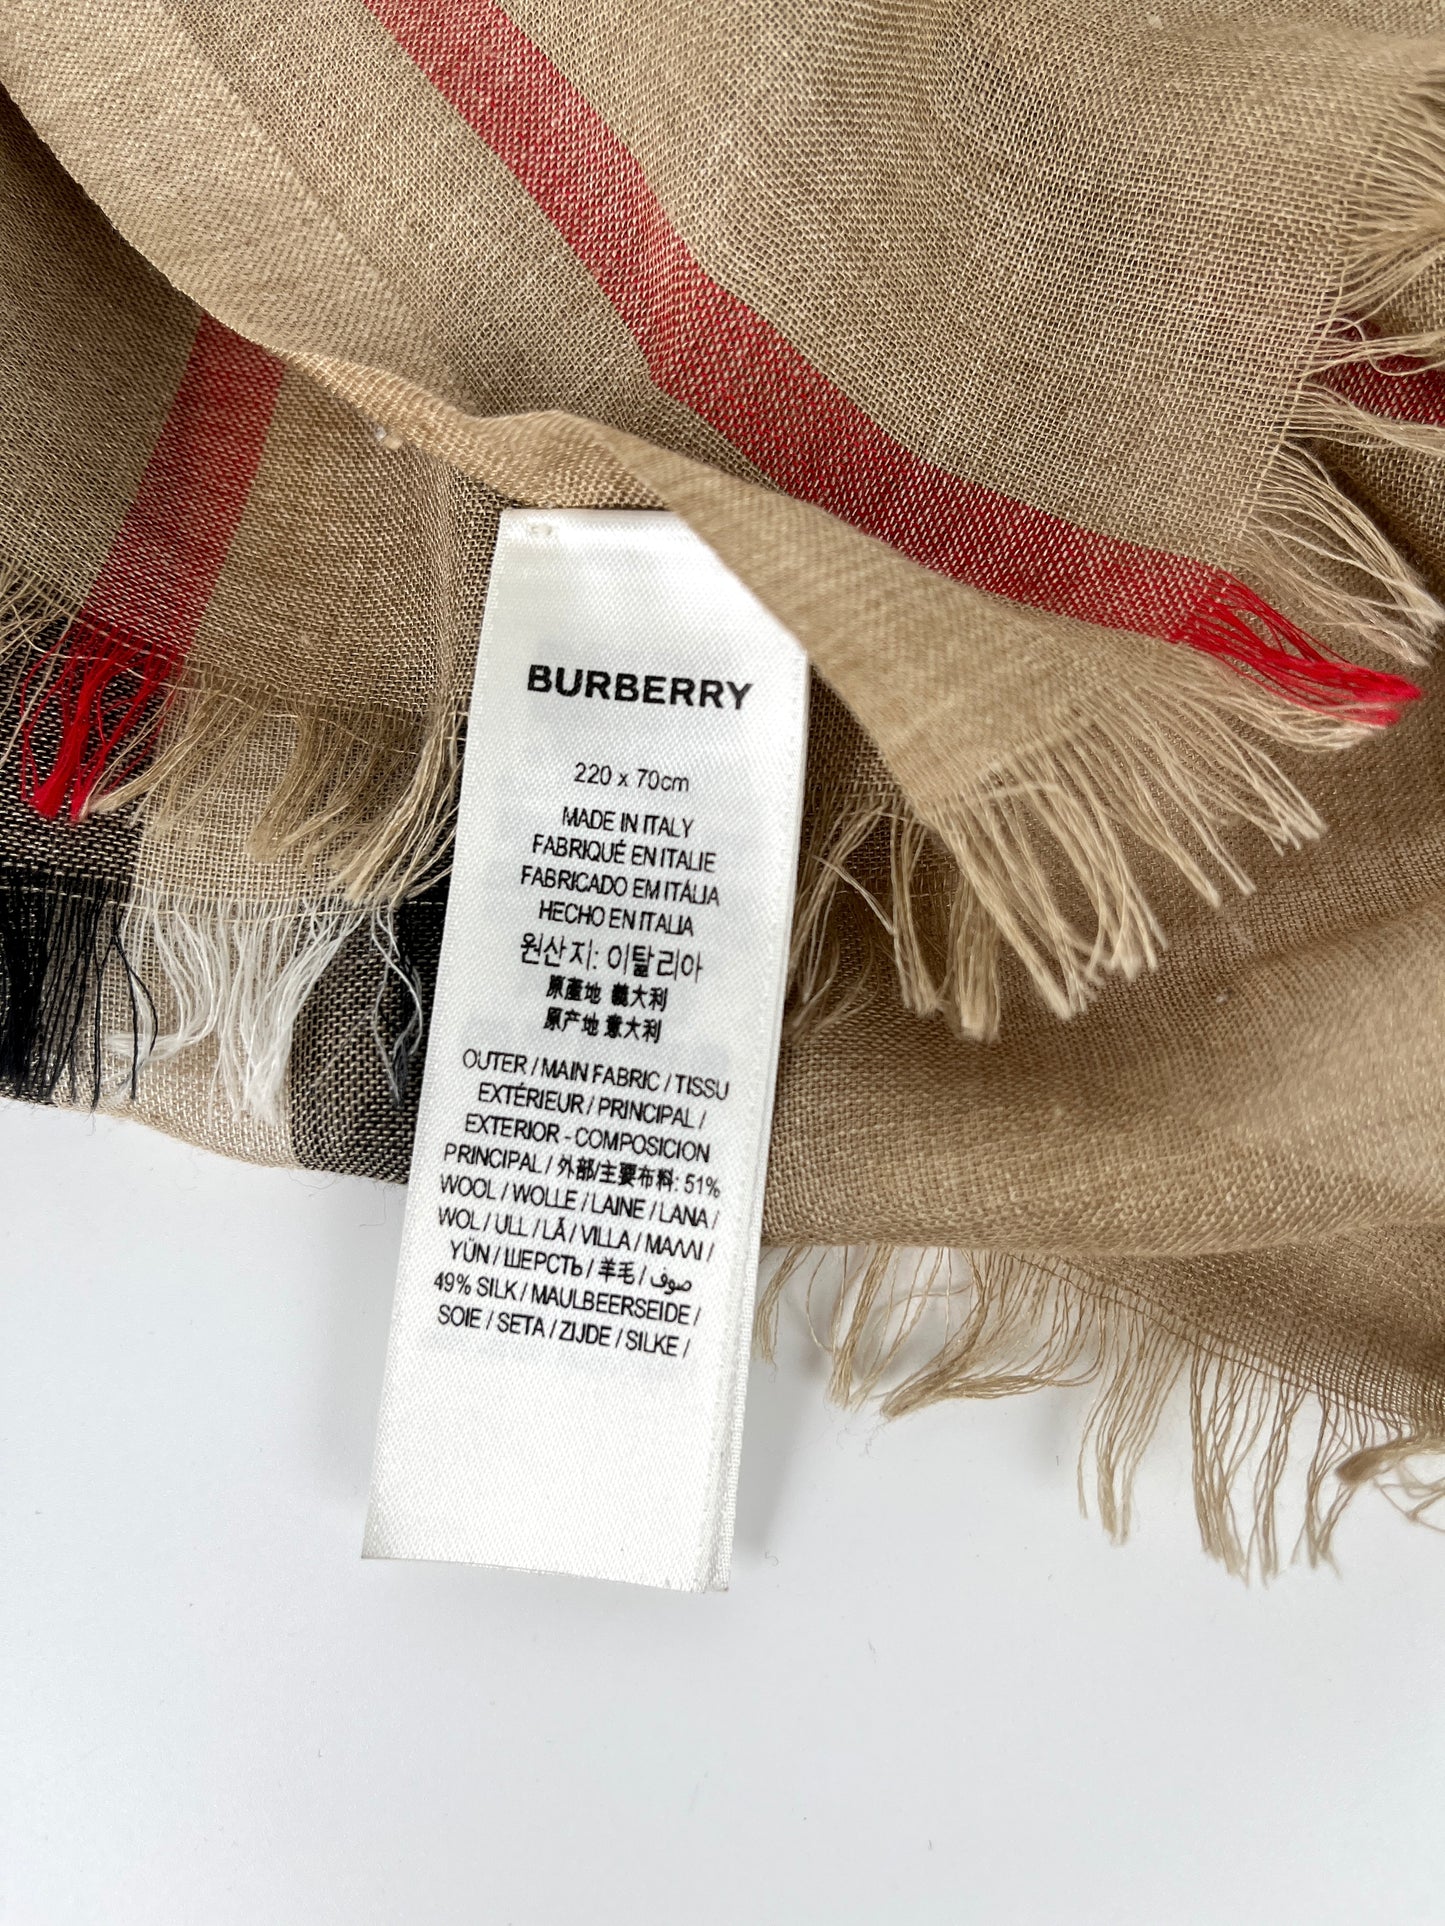 BURBERRY
220 x 70cm
MADE IN ITALY
FABRIQUÉ EN ITALIE
FABRICADO EM ITÁLIA
HECHO EN ITALIA
원산지: 이탈리아
原產地 義大利
原产地 意大利
OUTER / MAIN FABRIC / TISSU
EXTÉRIEUR / PRINCIPAL /
EXTERIOR - COMPOSICION
PRINCIPAL / 外部/主要布料: 51%
WOOL / WOLLE / LAINE / LANA /
WOL / ULL / LÃ / VILLA / ΜΑΛΛΙ /
YÜN / ШЕРСТЬ / 羊毛 / صوف
49% SILK / MAULBEERSEIDE /
SOIE / SETA / ZIJDE / SILKE /